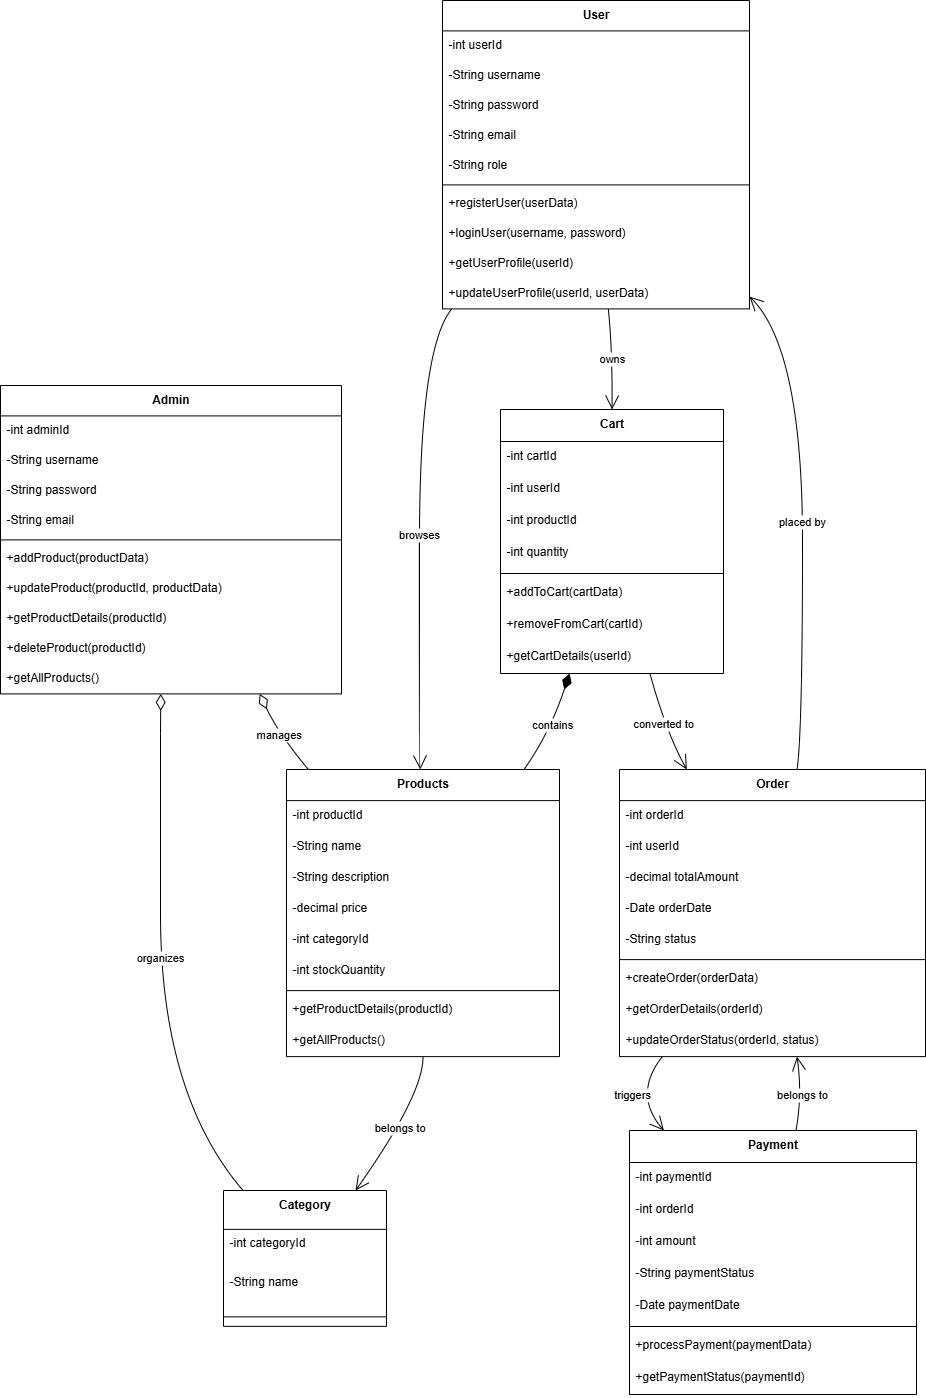 User
-int userId
-String username
-String password
-String email
-String role
+registerUser(userData)
+loginUser(username, password)
+getUserProfile(userId)
+updateUserProfile(userId, userData)
owns
browses
placed by
Admin
-int adminId
-String username
-String password
-String email
+addProduct(productData)
+updateProduct(productId, productData)
+getProductDetails(productId)
+deleteProduct(productId)
+getAllProducts()
Cart
-int cartId
-int userId
-int productId
-int quantity
+addToCart(cartData)
+removeFromCart(cartId)
+getCartDetails(userId)
manages
contains
converted to
organizes
Products
-int productId
-String name
-String description
-decimal price
-int categoryId
-int stockQuantity
+getProductDetails(productId)
+getAllProducts()
Order
-int orderId
-int userId
-decimal totalAmount
-Date orderDate
-String status
+createOrder(orderData)
+getOrderDetails(orderId)
+updateOrderStatus(orderId, status)
belongs to
triggers
belongs to
Category
-int categoryId
-String name
Payment
-int paymentId
-int orderId
-int amount
-String paymentStatus
-Date paymentDate
+processPayment(paymentData)
+getPaymentStatus(paymentId)